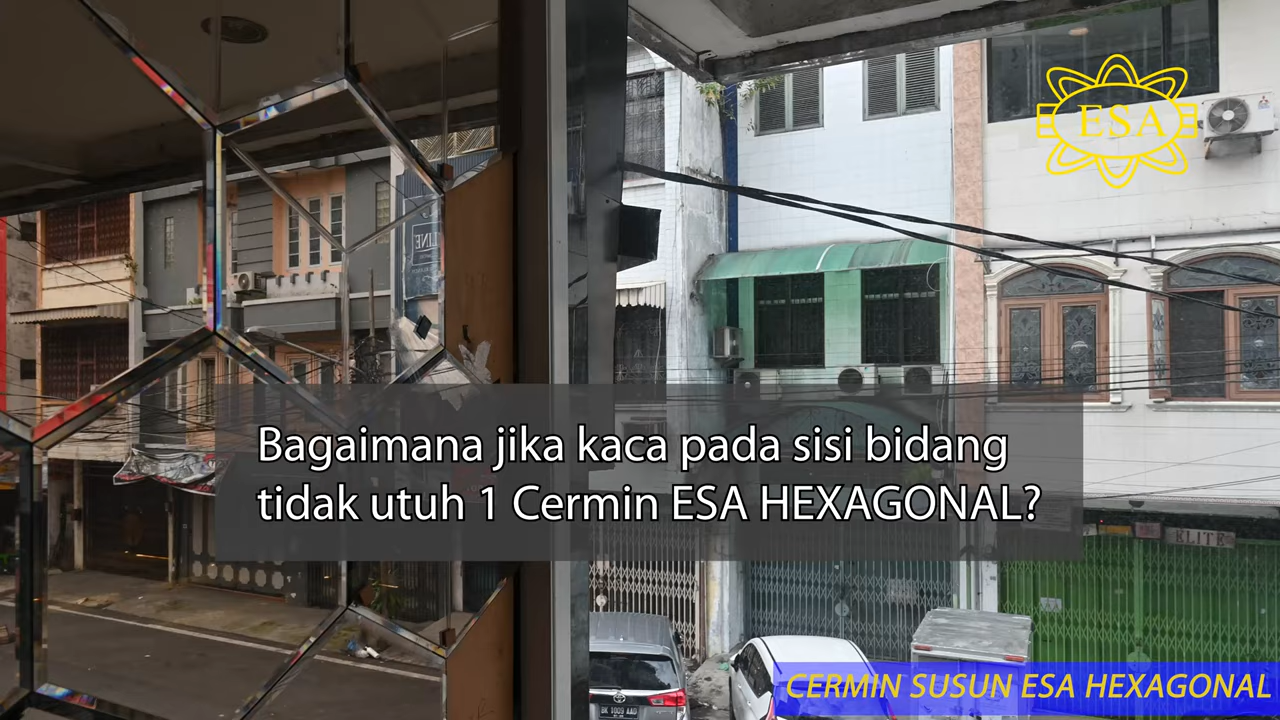 ESA
Bagaimana jika kaca pada sisi bidang
tidak utuh 1 Cermin ESA HEXAGONAL?
ELITE
BK 1009 AAD
CERMIN SUSUN ESA HEXAGONAL